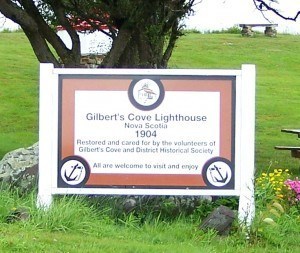 Gilbert's Cove Lighthouse
Nova Scotia
1904
Restored and cared for by the volunteers of
Gilbert's Cove and District Historical Society
All are welcome to visit and enjoy